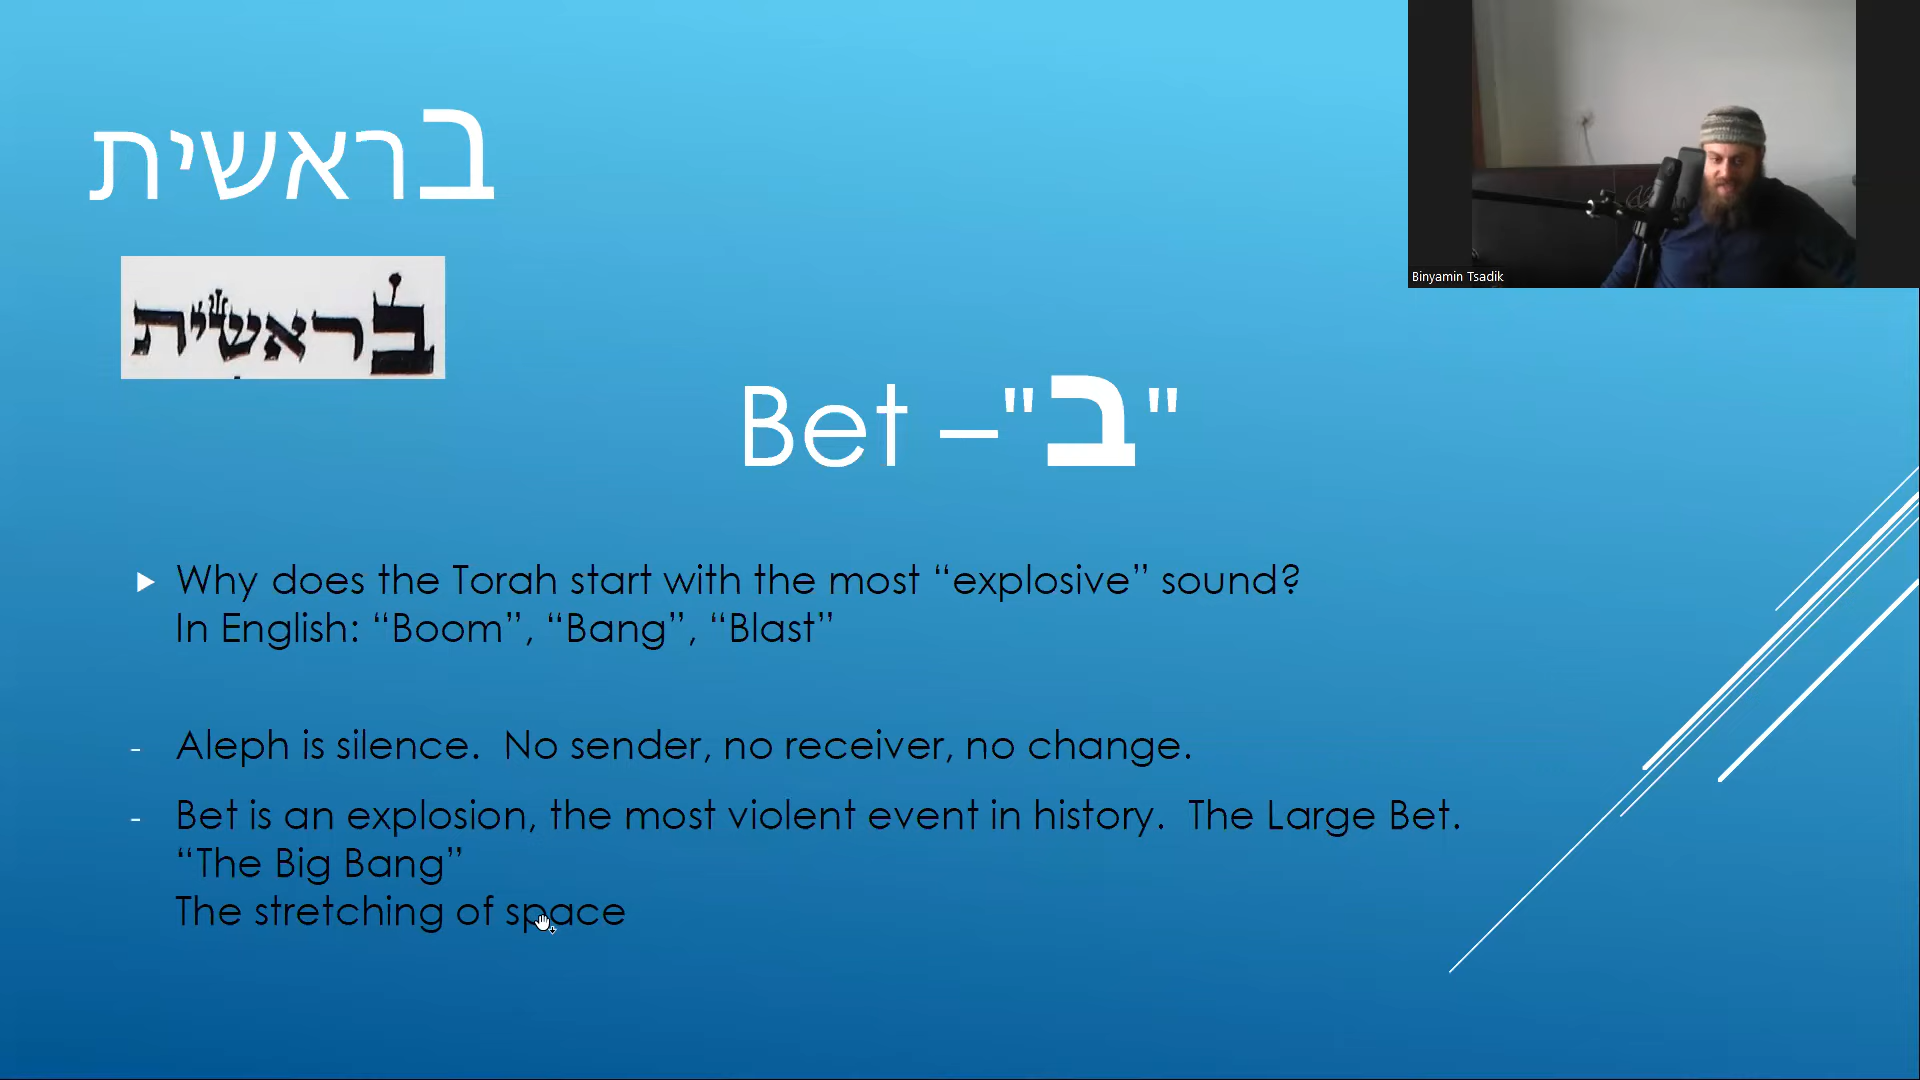 בראשית
בראשית
Bet –"ב"
Why does the Torah start with the most “explosive” sound?
In English: “Boom”, “Bang”, “Blast”
- Aleph is silence.  No sender, no receiver, no change.
- Bet is an explosion, the most violent event in history.  The Large Bet.
“The Big Bang”
The stretching of space
Binyamin Tsadik